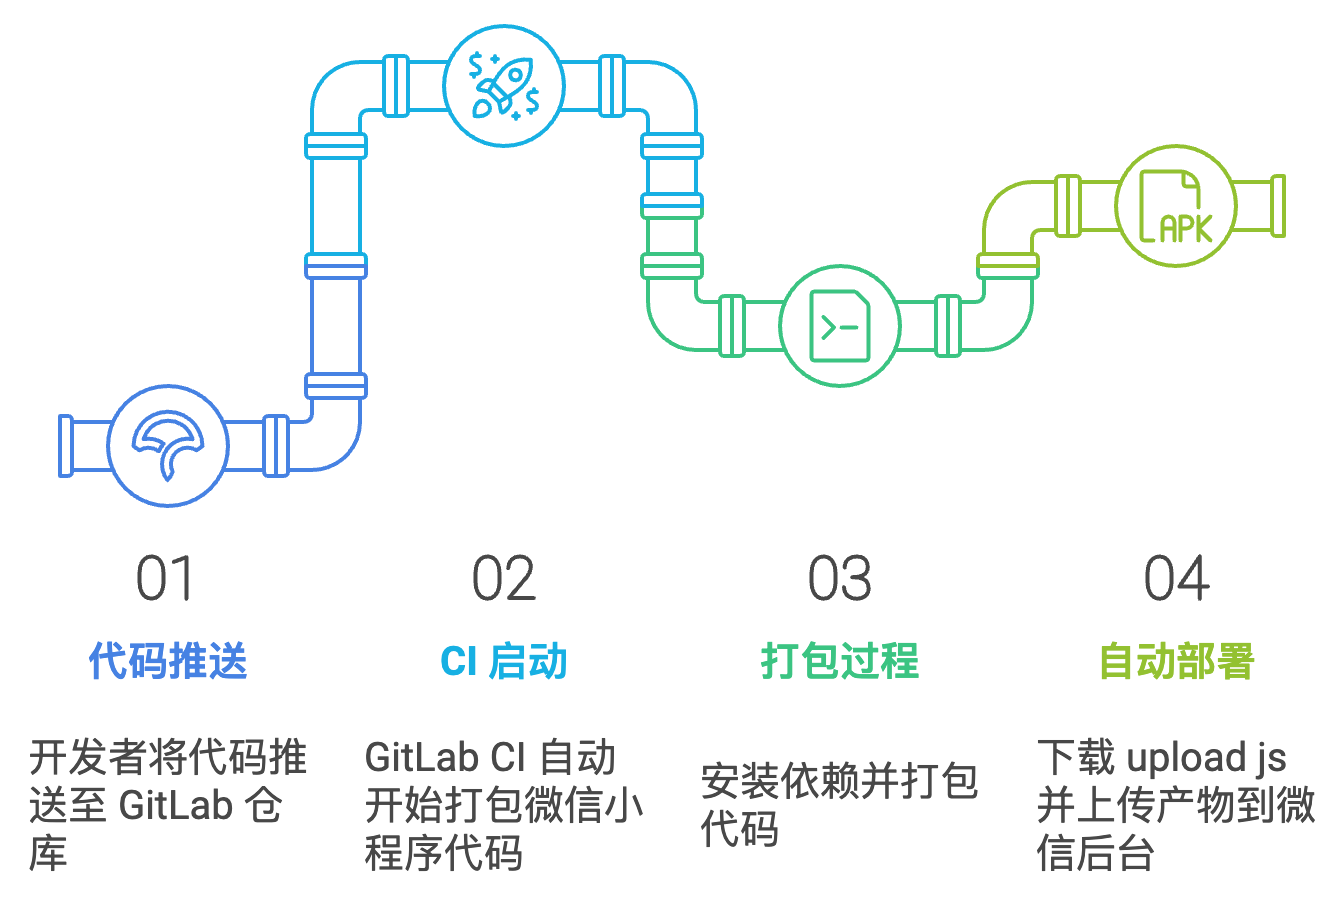 $
$
APK
>-
01
02
03
04
代码推送
CI 启动
打包过程
自动部署
开发者将代码推
送至 GitLab 仓
库
GitLab CI 自动
开始打包微信小
程序代码
安装依赖并打包
代码
下载 upload js
并上传产物到微
信后台